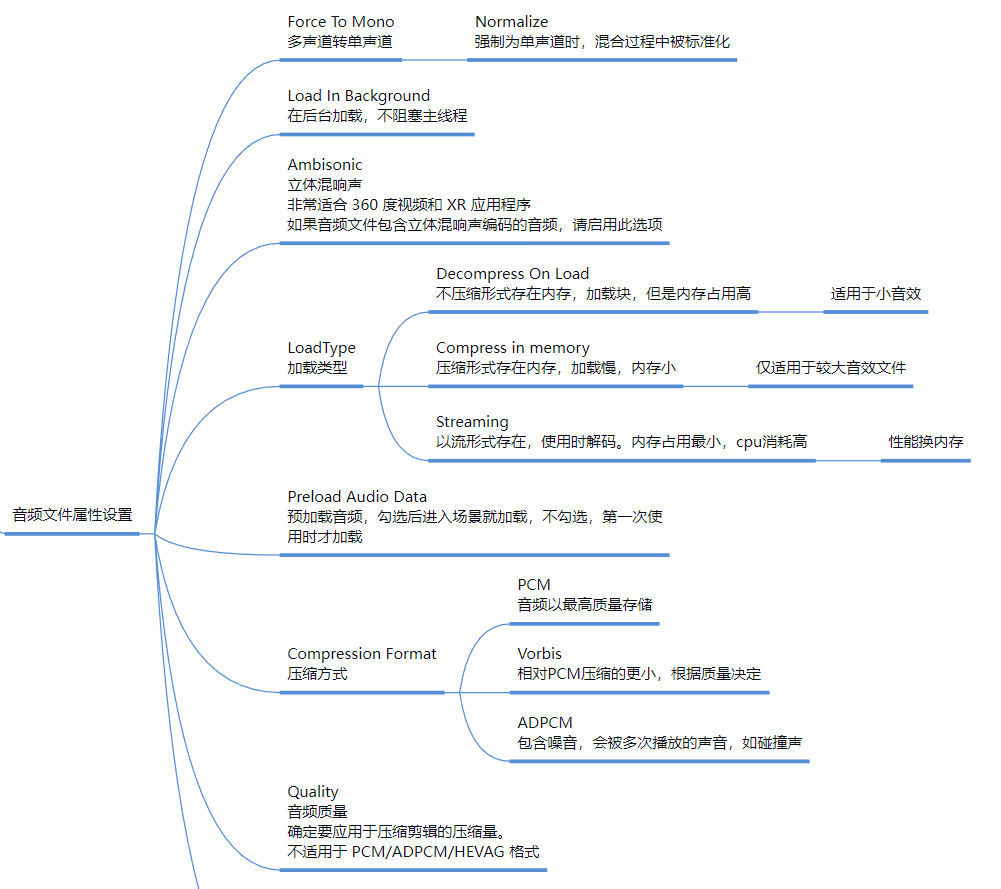 Force To Mono
多声道转单声道
Normalize
强制为单声道时，混合过程中被标准化
Load In Background
在后台加载，不阻塞主线程
Ambisonic
立体混响声
非常适合 360 度视频和 XR 应用程序
如果音频文件包含立体混响声编码的音频，请启用此选项
LoadType
加载类型
Decompress On Load
不压缩形式存在内存，加载块，但是内存占用高
适用于小音效
Compress in memory
压缩形式存在内存，加载慢，内存小
仅适用于较大音效文件
Streaming
以流形式存在，使用时解码。内存占用最小，cpu消耗高
性能换内存
音频文件属性设置
Preload Audio Data
预加载音频，勾选后进入场景就加载，不勾选，第一次使
用时才加载
Compression Format
压缩方式
PCM
音频以最高质量存储
Vorbis
相对PCM压缩的更小，根据质量决定
ADPCM
包含噪音，会被多次播放的声音，如碰撞声
Quality
音频质量
确定要应用于压缩剪辑的压缩量。
不适用于 PCM/ADPCM/HEVAG 格式